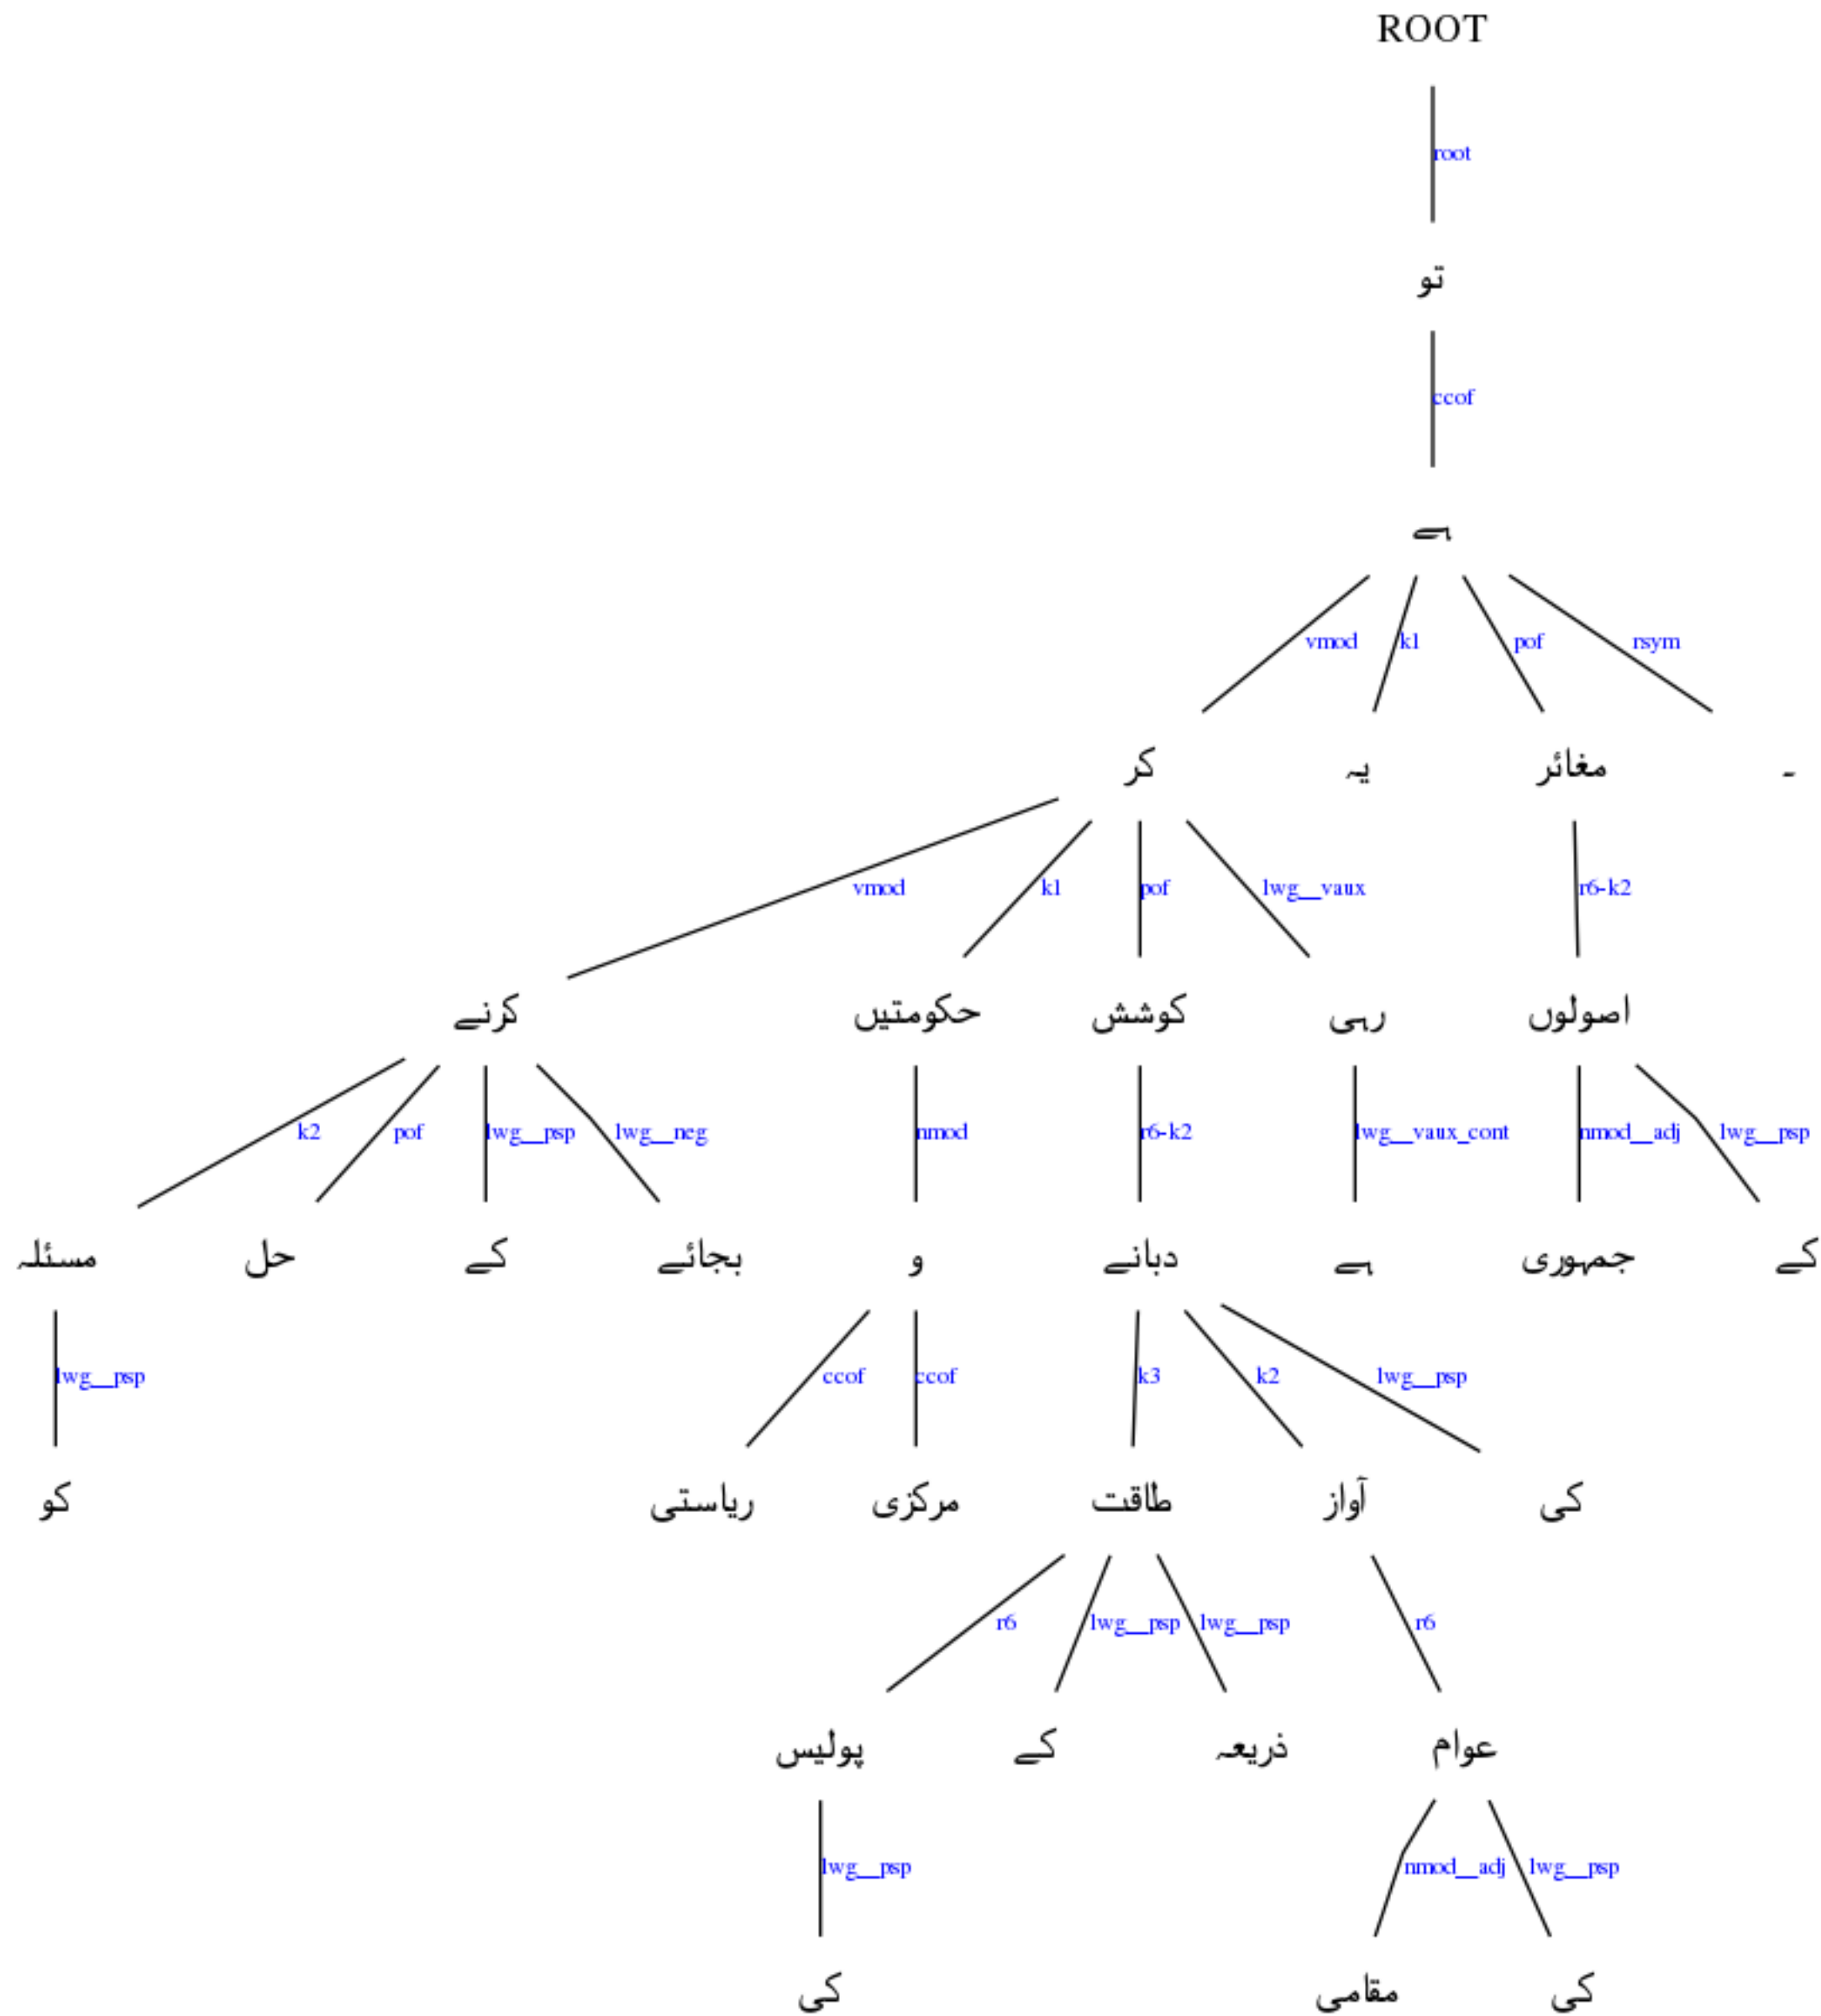 ROOT
root
تو
ccof
ہے
vmod k1 pof rsym
کر یہ مغائر ۔
vmod k1 pof lwg__vaux r6-k2
کرنے حکومتیں کوشش رہی اصولوں
k2 pof lwg__psp lwg__neg nmod r6-k2 lwg__vaux_cont nmod__adj lwg__psp
مسئلہ حل کے بجائے و دبانے ہے جمہوری کے
lwg__psp ccof ccof k3 k2 lwg__psp
کو ریاستی مرکزی طاقت آواز کی
r6 lwg__psp lwg__psp r6
پولیس کے ذریعہ عوام
lwg__psp nmod__adj lwg__psp
کی مقامی کی